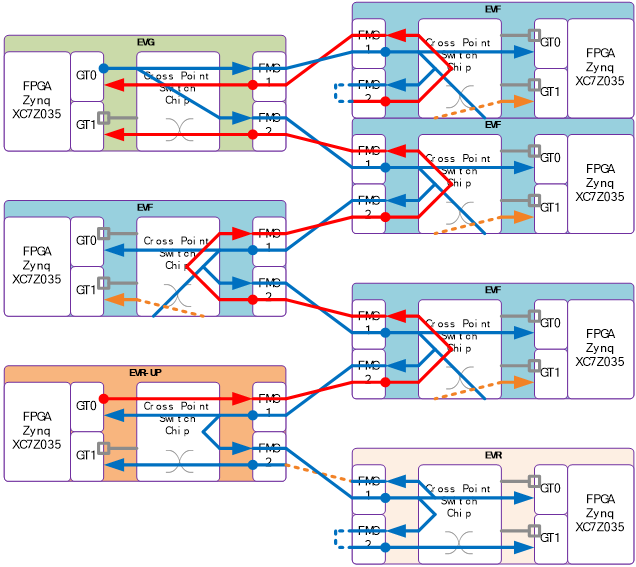 EVG
FPGA
Zynq
XC7Z035
GT0
GT1
Cross Point
Switch
Chip
FMC
1
FMC
2
EVF
FMC
1
FMC
2
Cross Point
Switch
Chip
GT0
GT1
FPGA
Zynq
XC7Z035
EVF
FMC
1
FMC
2
Cross Point
Switch
Chip
GT0
GT1
FPGA
Zynq
XC7Z035
EVF
FPGA
Zynq
XC7Z035
GT0
GT1
Cross Point
Switch
Chip
FMC
1
FMC
2
EVF
FMC
1
FMC
2
Cross Point
Switch
Chip
GT0
GT1
FPGA
Zynq
XC7Z035
EVR-UP
FPGA
Zynq
XC7Z035
GT0
GT1
Cross Point
Switch
Chip
FMC
1
FMC
2
EVR
FMC
1
FMC
2
Cross Point
Switch
Chip
GT0
GT1
FPGA
Zynq
XC7Z035